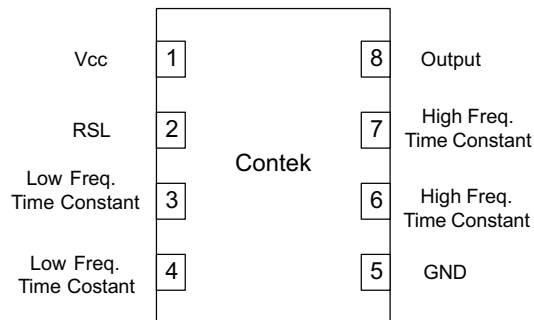 Vcc
1
8
Output
RSL
2
7
High Freq.
Time Constant
Contek
Low Freq.
Time Constant
3
6
High Freq.
Time Constant
Low Freq.
Time Costant
4
5
GND